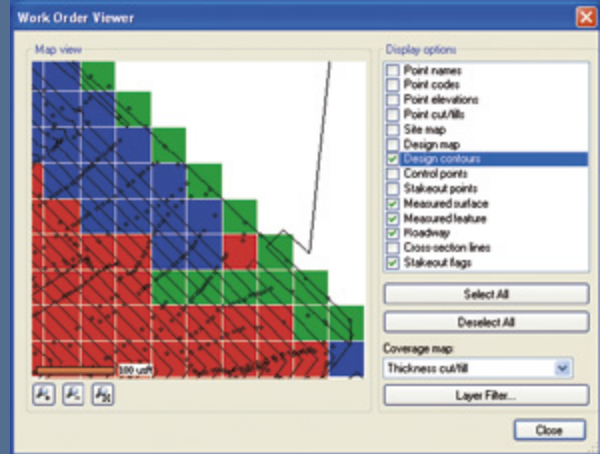 Work Order Viewer
Map view
100 usft
Display options
Point names
Point codes
Point elevations
Point cut/fills
Site map
Design map
Design contours
Control points
Stakeout points
Measured surface
Measured feature
Roadway
Cross-section lines
Stakeout flags
Select All
Deselect All
Coverage map:
Thickness cut/fill
Layer Filter...
Close